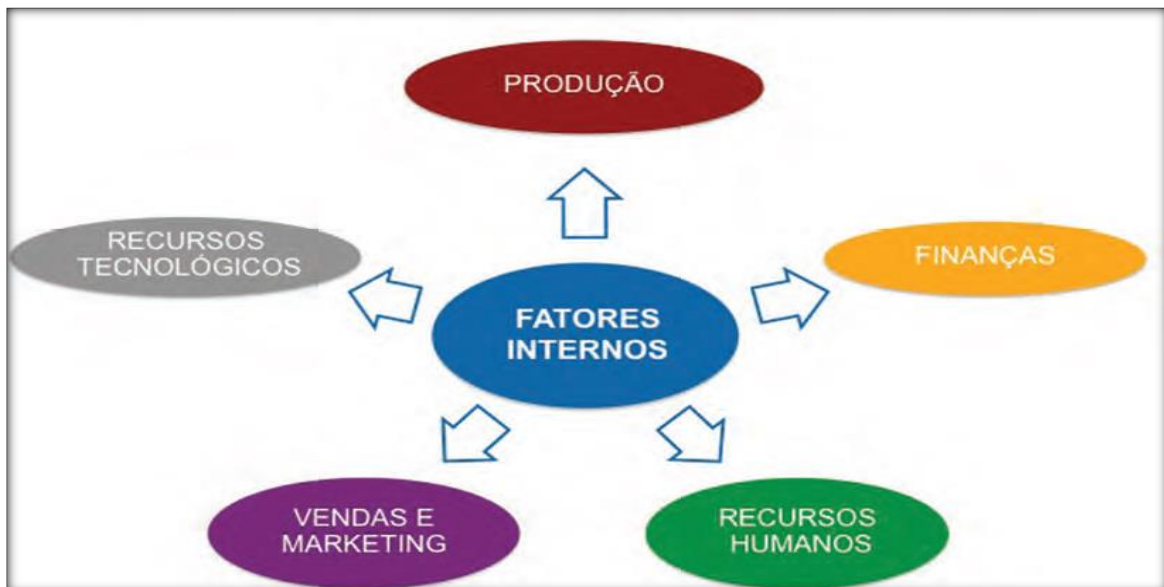 PRODUÇÃO
RECURSOS
TECNOLÓGICOS
FINANÇAS
FATORES
INTERNOS
VENDAS E
MARKETING
RECURSOS
HUMANOS